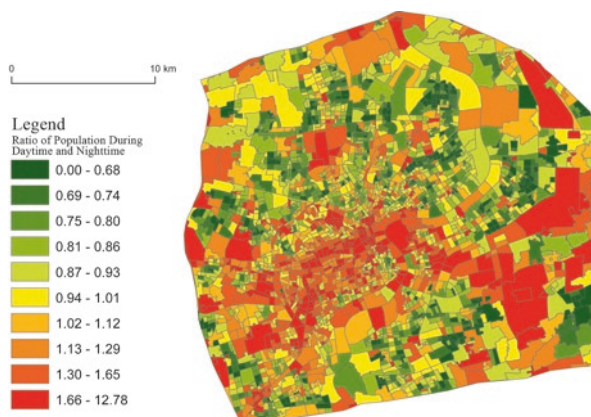 0 10 km
Legend
Ratio of Population During
Daytime and Nighttime
0.00 - 0.68
0.69 - 0.74
0.75 - 0.80
0.81 - 0.86
0.87 - 0.93
0.94 - 1.01
1.02 - 1.12
1.13 - 1.29
1.30 - 1.65
1.66 - 12.78